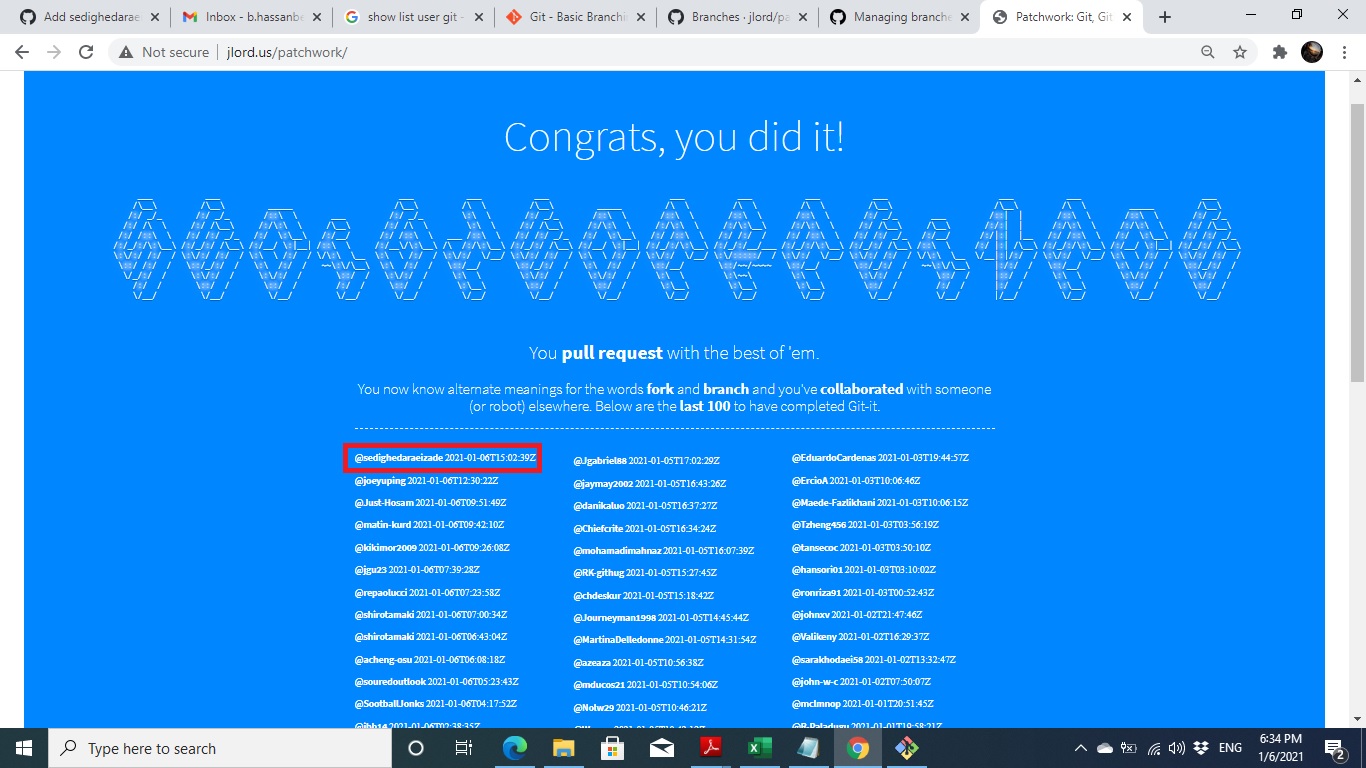 Add sedighedaraei
Inbox - b.hassanbe
show list user git -
Git - Basic Branchin
Branches · jlord/pa
Managing branche
Patchwork: Git, Git
Not secure
jlord.us/patchwork/
Congrats, you did it!
You pull request with the best of 'em.
You now know alternate meanings for the words fork and branch and you've collaborated with someone
(or robot) elsewhere. Below are the last 100 to have completed Git-it.
@sedighedaraeizade 2021-01-06T15:02:39Z
@joeyuping 2021-01-06T12:30:22Z
@Just-Hosam 2021-01-06T09:51:49Z
@matin-kurd 2021-01-06T09:42:10Z
@kikimor2009 2021-01-06T09:26:08Z
@jgu23 2021-01-06T07:39:28Z
@repaolucci 2021-01-06T07:23:58Z
@shirotamaki 2021-01-06T07:00:34Z
@shirotamaki 2021-01-06T06:43:04Z
@acheng-osu 2021-01-06T06:08:18Z
@souredoutlook 2021-01-06T05:23:43Z
@SootballJonks 2021-01-06T04:17:52Z
@jhh14 2021-01-06T02:38:35Z
@Jgabriel88 2021-01-05T17:02:29Z
@jaymay2002 2021-01-05T16:43:26Z
@danikaluo 2021-01-05T16:37:27Z
@Chiefcrite 2021-01-05T16:34:24Z
@mohamadimahnaz 2021-01-05T16:07:39Z
@RK-githug 2021-01-05T15:27:45Z
@chdeskur 2021-01-05T15:18:42Z
@Journeyman1998 2021-01-05T14:45:44Z
@MartinaDelledonne 2021-01-05T14:31:54Z
@azeaza 2021-01-05T10:56:38Z
@mducos21 2021-01-05T10:54:06Z
@Nolw29 2021-01-05T10:46:21Z
@EduardoCardenas 2021-01-03T19:44:57Z
@ErcioA 2021-01-03T10:06:46Z
@Maede-Fazlikhani 2021-01-03T10:06:15Z
@Tzheng456 2021-01-03T03:56:19Z
@tansecoc 2021-01-03T03:50:10Z
@hansori01 2021-01-03T03:10:02Z
@ronriza91 2021-01-03T00:52:43Z
@johnxv 2021-01-02T21:47:46Z
@Valikeny 2021-01-02T16:29:37Z
@sarakhodaei58 2021-01-02T13:32:47Z
@john-w-c 2021-01-02T07:50:07Z
@mclmnop 2021-01-01T20:51:45Z
@B-Paladugu 2021-01-01T19:58:21Z
Type here to search
ENG
6:34 PM
1/6/2021
2